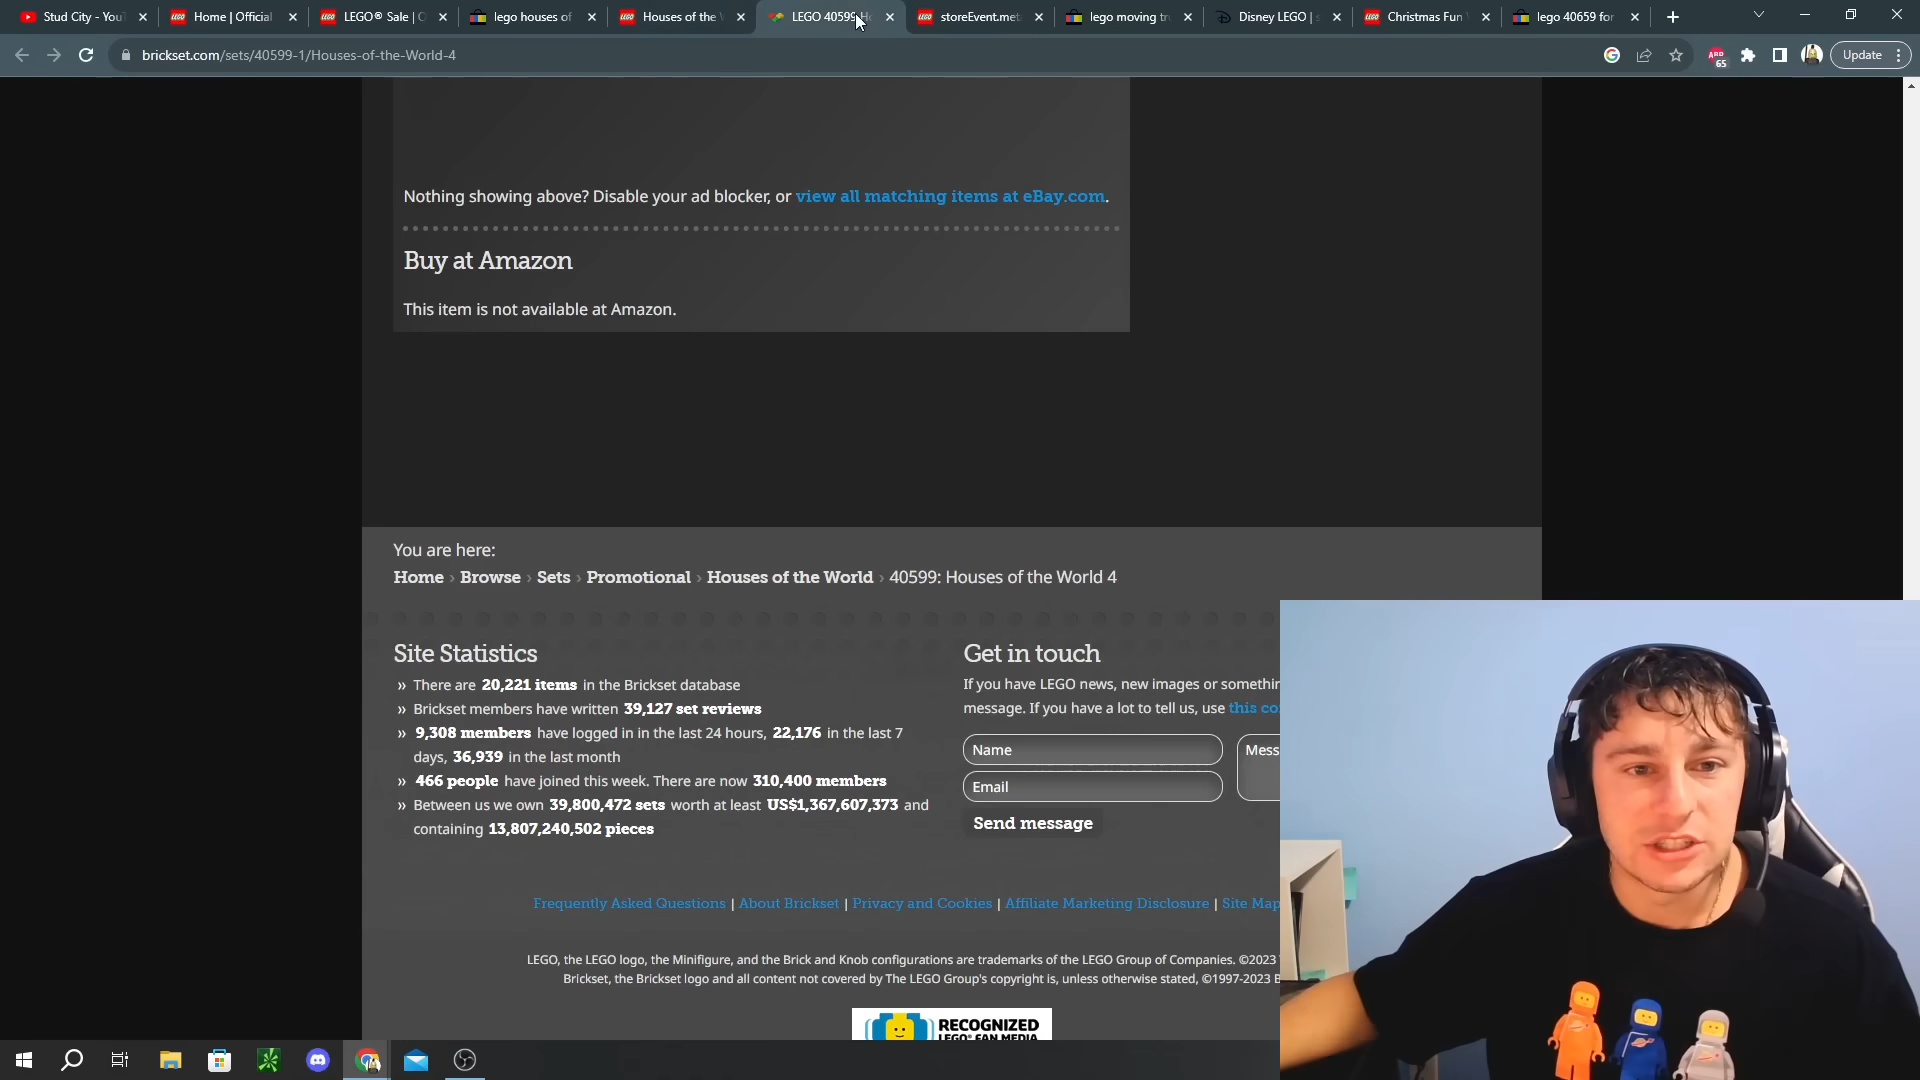 Stud City - You
Home | Official
LEGO® Sale | O
lego houses of
Houses of the
LEGO 40599
storeEvent.met
lego moving tr
Disney LEGO | s
Christmas Fun
lego 40659 for
brickset.com/sets/40599-1/Houses-of-the-World-4
ABP
65
Update
Nothing showing above? Disable your ad blocker, or view all matching items at eBay.com.
Buy at Amazon
This item is not available at Amazon.
You are here:
Home › Browse › Sets › Promotional › Houses of the World › 40599: Houses of the World 4
Site Statistics
» There are 20,221 items in the Brickset database
» Brickset members have written 39,127 set reviews
» 9,308 members have logged in in the last 24 hours, 22,176 in the last 7
days, 36,939 in the last month
» 466 people have joined this week. There are now 310,400 members
» Between us we own 39,800,472 sets worth at least US$1,367,607,373 and
containing 13,807,240,502 pieces
Get in touch
If you have LEGO news, new images or somethin
message. If you have a lot to tell us, use this co
Name
Mess
Email
Send message
Frequently Asked Questions | About Brickset | Privacy and Cookies | Affiliate Marketing Disclosure | Site Map
LEGO, the LEGO logo, the Minifigure, and the Brick and Knob configurations are trademarks of the LEGO Group of Companies. ©2023
Brickset, the Brickset logo and all content not covered by The LEGO Group's copyright is, unless otherwise stated, ©1997-2023 B
RECOGNIZED
LEGO® FAN MEDIA